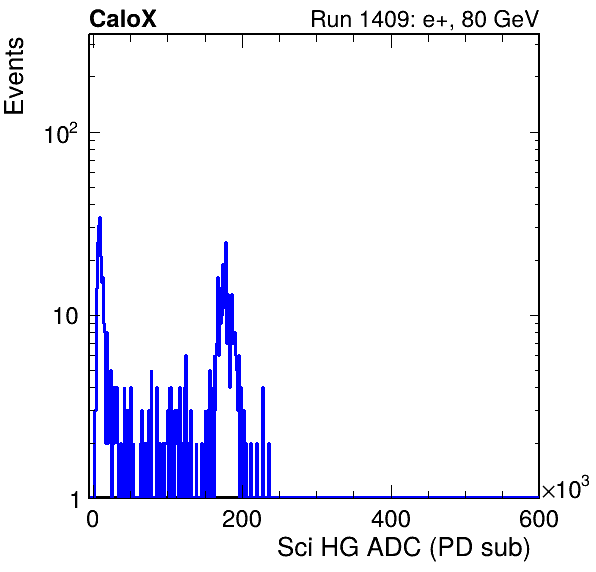 CaloX Run 1409: e+, 80 GeV
Events
10²
10
1
0 200 400 600
×10³
Sci HG ADC (PD sub)